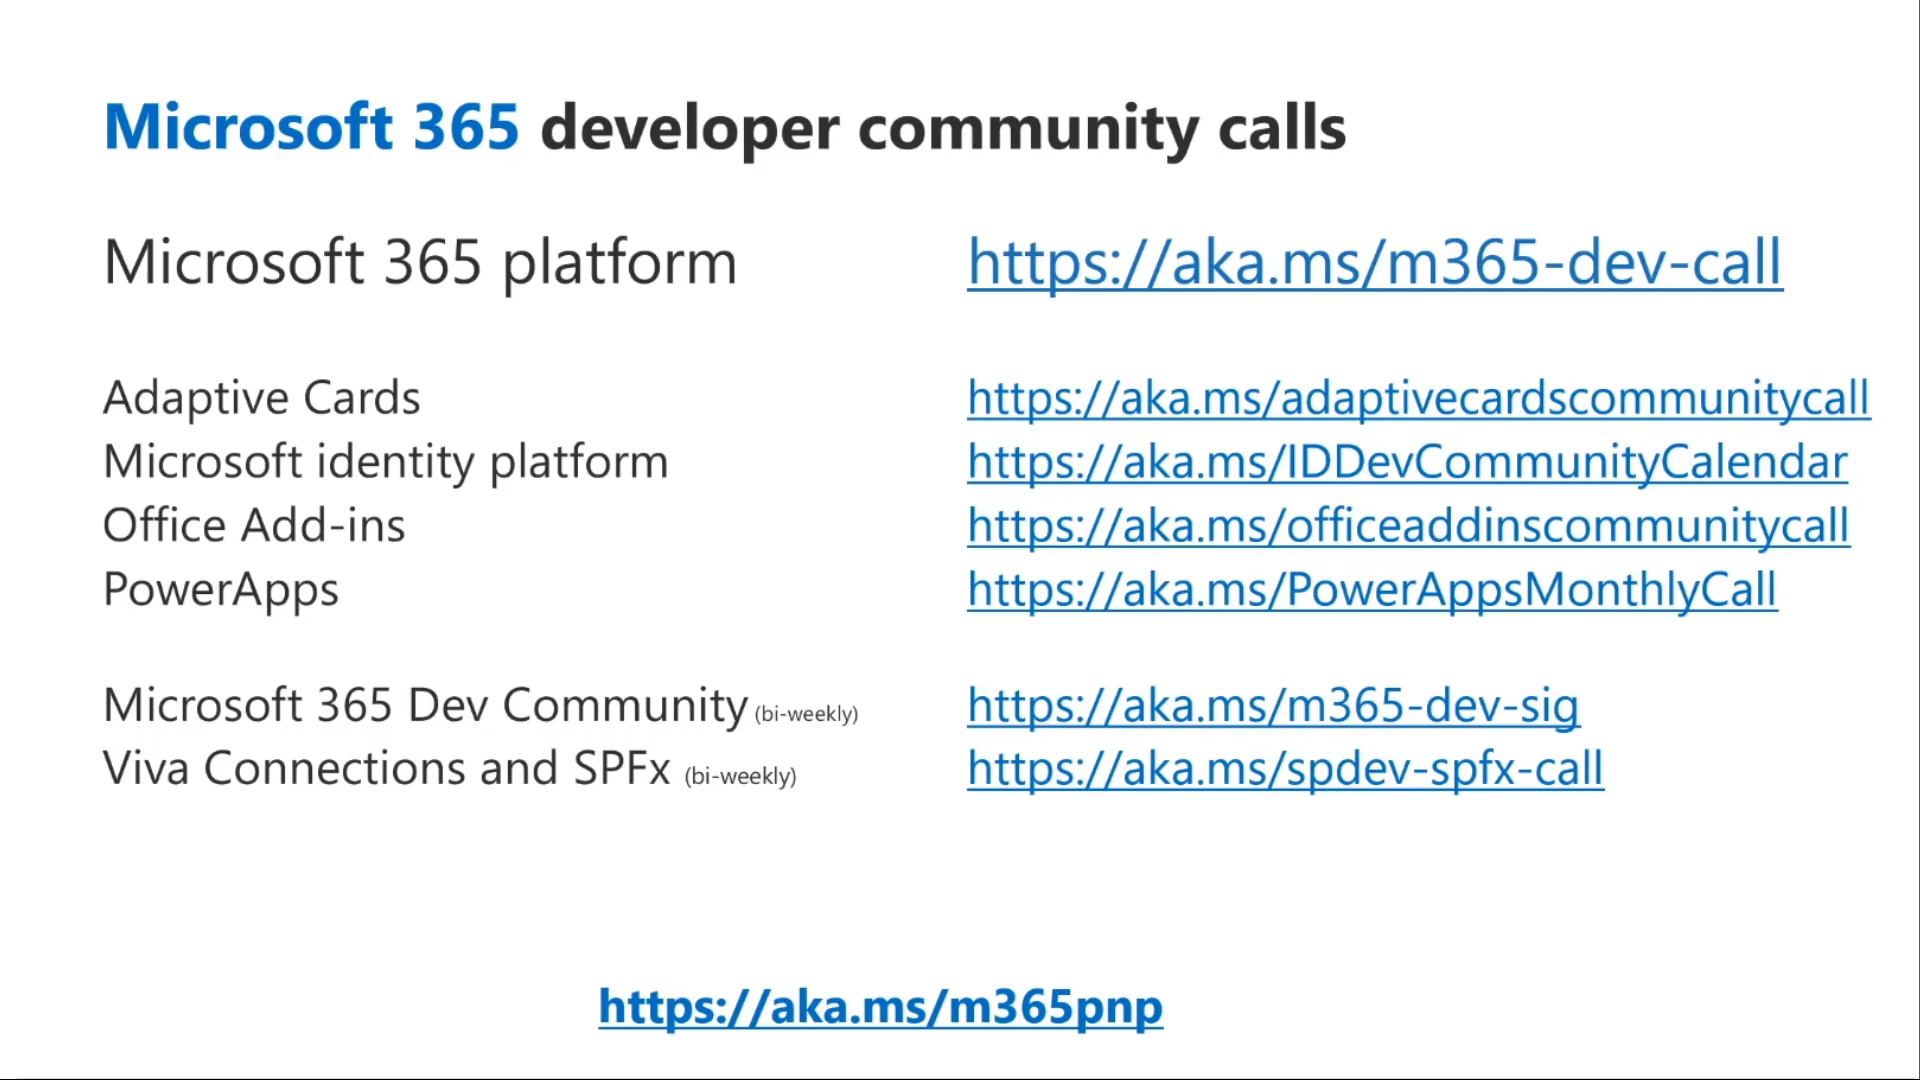 Microsoft 365 developer community calls
Microsoft 365 platform https://aka.ms/m365-dev-call
Adaptive Cards https://aka.ms/adaptivecardscommunitycall
Microsoft identity platform https://aka.ms/IDDevCommunityCalendar
Office Add-ins https://aka.ms/officeaddinscommunitycall
PowerApps https://aka.ms/PowerAppsMonthlyCall
Microsoft 365 Dev Community (bi-weekly) https://aka.ms/m365-dev-sig
Viva Connections and SPFx (bi-weekly) https://aka.ms/spdev-spfx-call
https://aka.ms/m365pnp